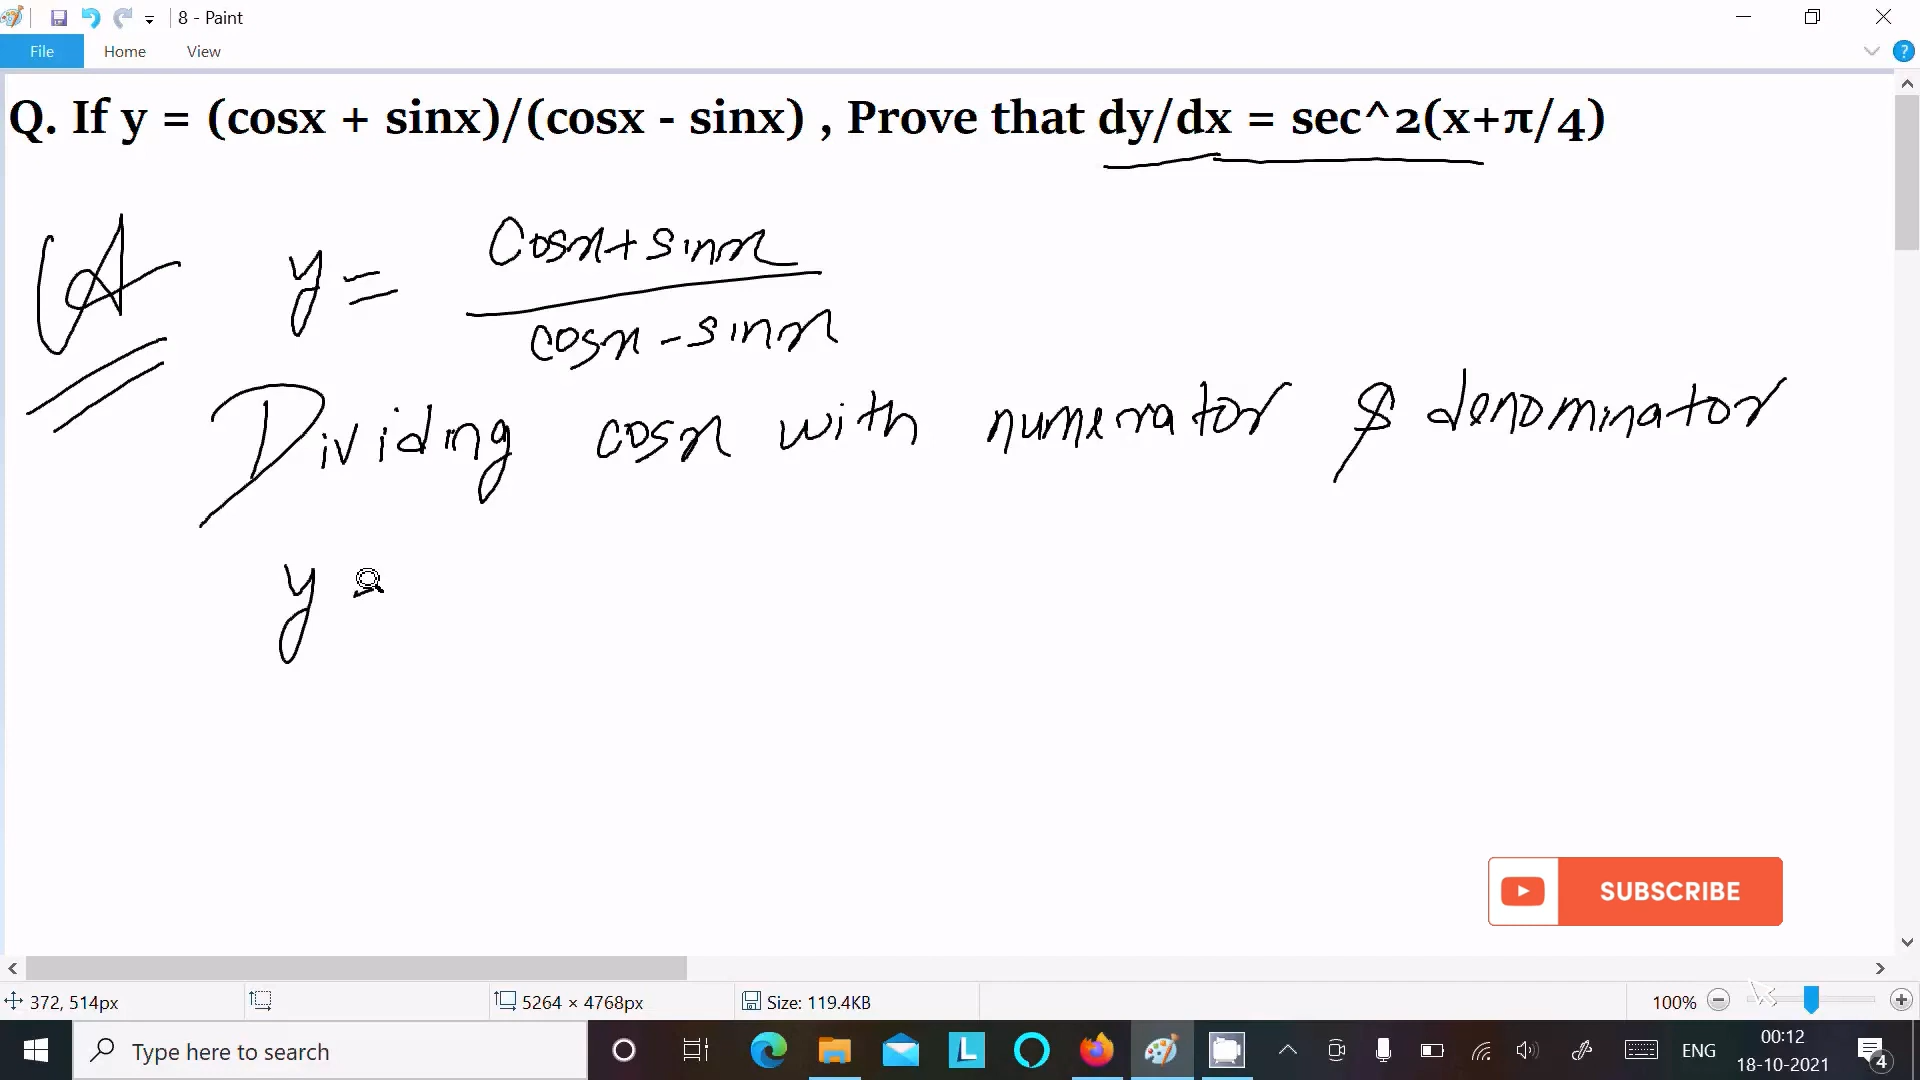 8 - Paint
File Home View
Q. If y = (cosx + sinx)/(cosx - sinx) , Prove that dy/dx = sec^2(x+π/4)
A
y = cosx+sinx
cosx-sinx
Dividing cosx with numerator & denominator
y =
SUBSCRIBE
372, 514px
5264 × 4768px
Size: 119.4KB
100%
Type here to search
L
ENG
00:12
18-10-2021
4